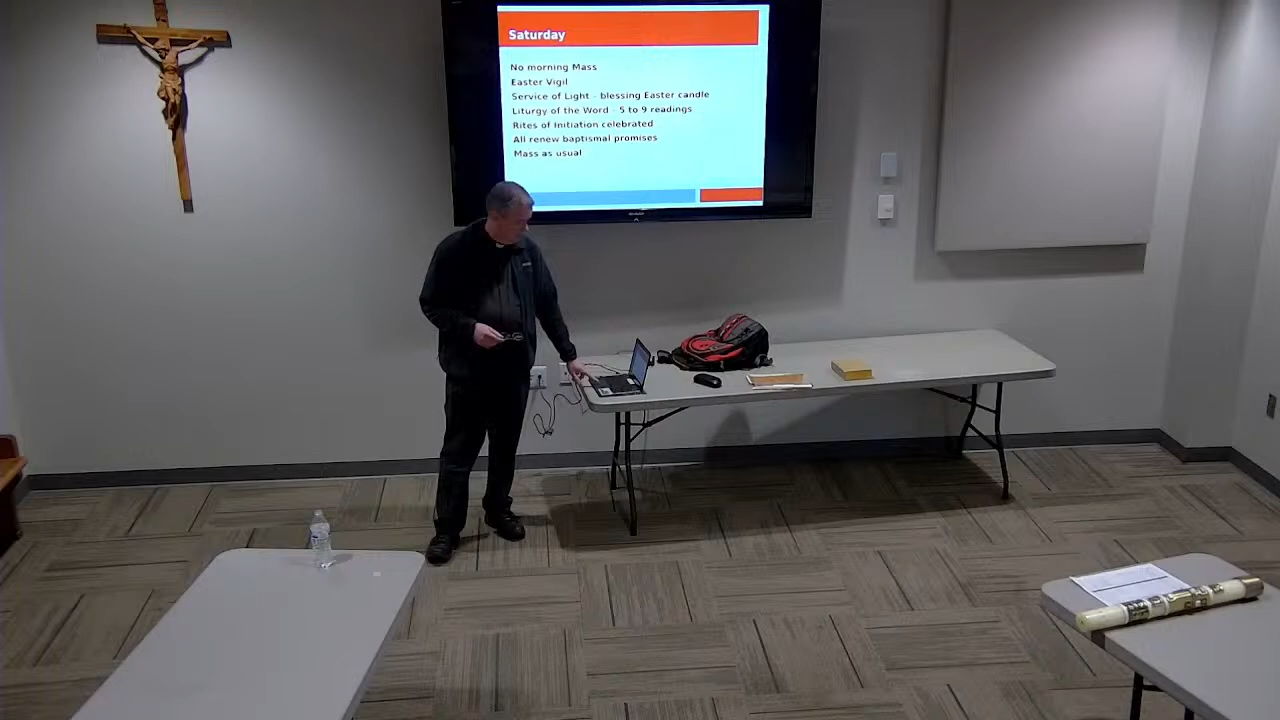 Saturday
No morning Mass
Easter Vigil
Service of Light - blessing Easter candle
Liturgy of the Word - 5 to 9 readings
Rites of Initiation celebrated
All renew baptismal promises
Mass as usual